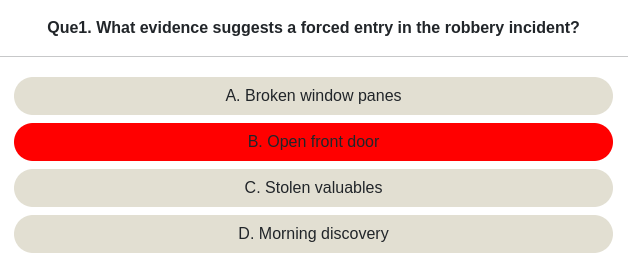 Que1. What evidence suggests a forced entry in the robbery incident?
A. Broken window panes
B. Open front door
C. Stolen valuables
D. Morning discovery